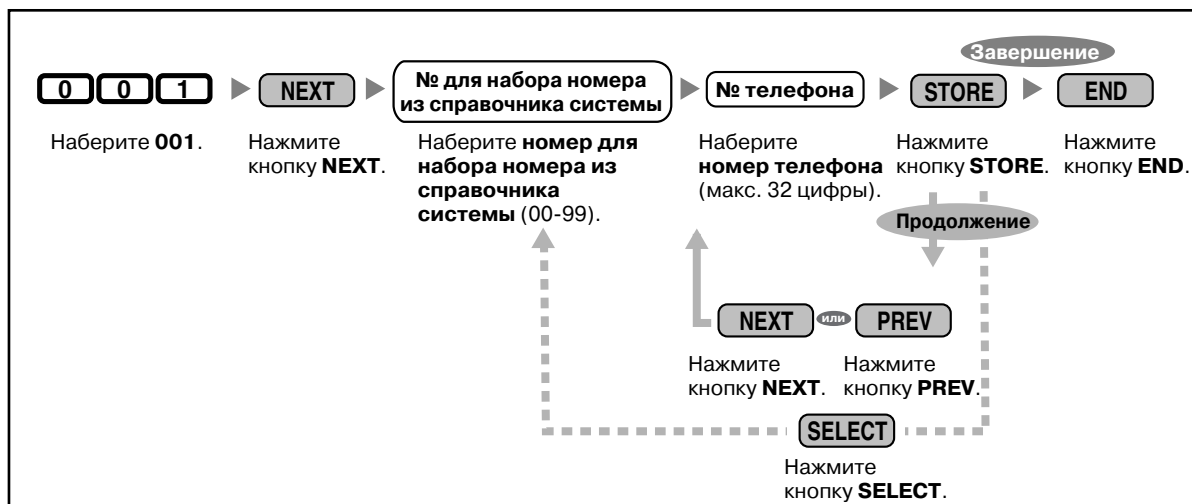 Завершение
0 0 1
NEXT
№ для набора номера
из справочника системы
№ телефона
STORE
END
Наберите 001.
Нажмите
кнопку NEXT.
Наберите номер для
набора номера из
справочника
системы (00-99).
Наберите
номер телефона
(макс. 32 цифры).
Нажмите
кнопку STORE.
Нажмите
кнопку END.
Продолжение
NEXT
или
PREV
Нажмите
кнопку NEXT.
Нажмите
кнопку PREV.
SELECT
Нажмите
кнопку SELECT.